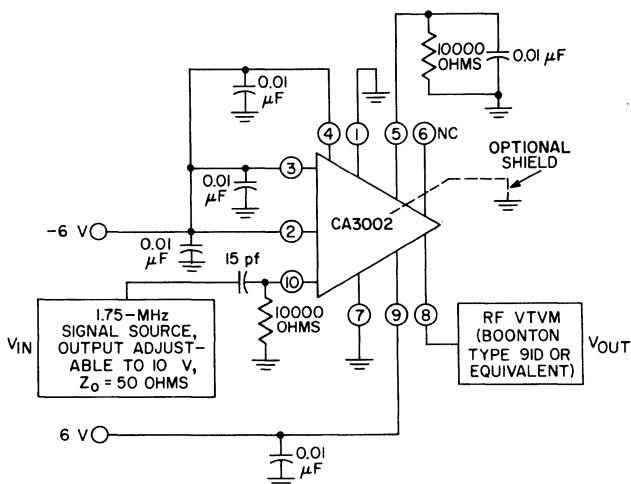 10000
OHMS
0.01 µF
0.01
µF
4
1
5
6
NC
OPTIONAL
SHIELD
3
0.01
µF
CA3002
-6 V
2
0.01
µF
15 pf
10
10000
OHMS
7
9
8
VIN
1.75-MHz
SIGNAL SOURCE,
OUTPUT ADJUST-
ABLE TO 10 V,
Zo = 50 OHMS
RF VTVM
(BOONTON
TYPE 91D OR
EQUIVALENT)
VOUT
6 V
0.01
µF